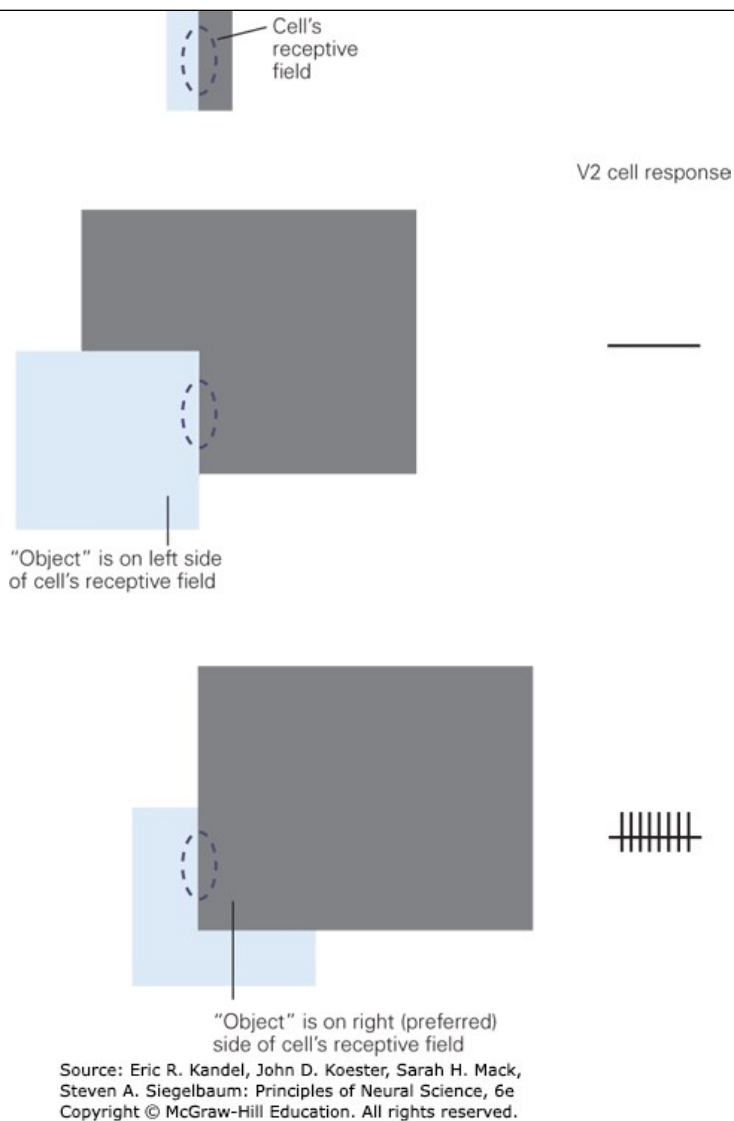 Cell's
receptive
field
V2 cell response
“Object” is on left side
of cell's receptive field
“Object” is on right (preferred)
side of cell's receptive field
Source: Eric R. Kandel, John D. Koester, Sarah H. Mack,
Steven A. Siegelbaum: Principles of Neural Science, 6e
Copyright © McGraw-Hill Education. All rights reserved.